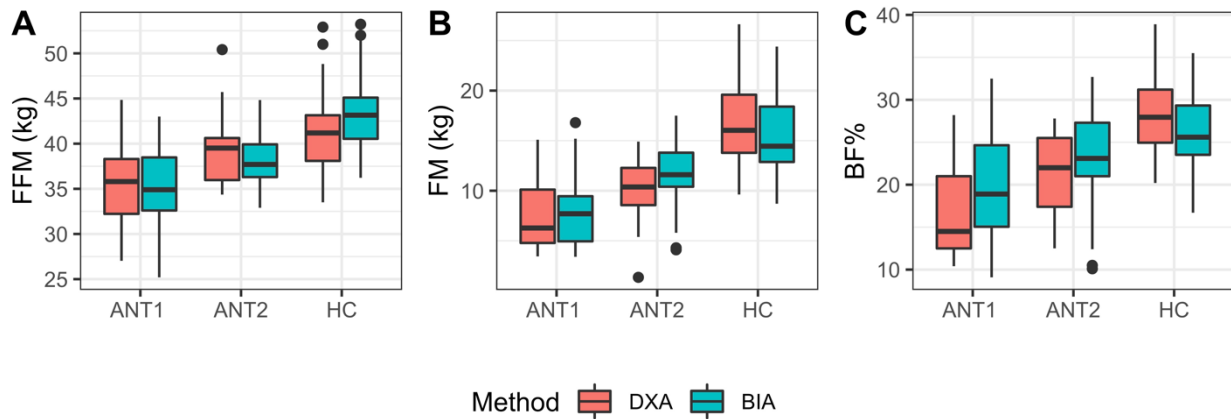 A
FFM (kg)
50
45
40
35
30
25
ANT1 ANT2 HC
B
FM (kg)
20
10
ANT1 ANT2 HC
C
BF%
40
30
20
10
ANT1 ANT2 HC
Method DXA BIA